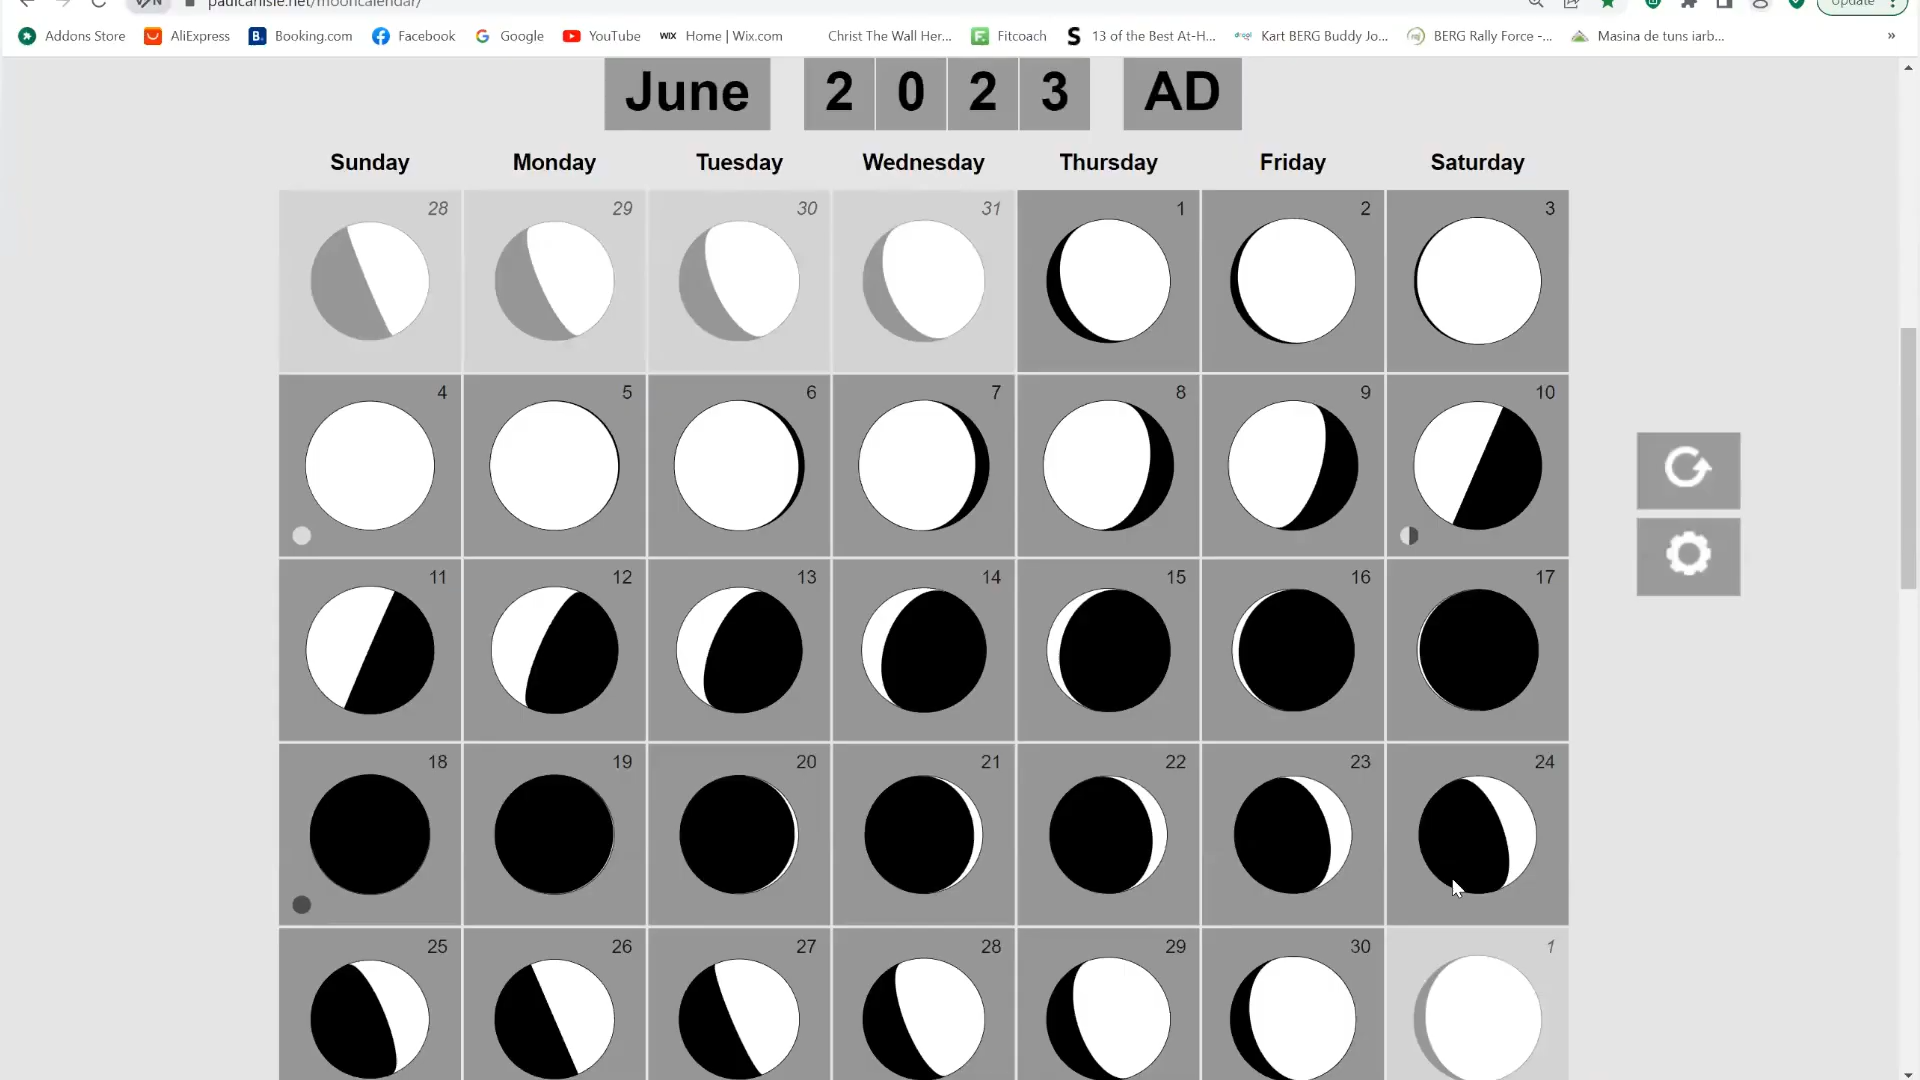 paulcarlisle.net/mooncalendar/
Update
Addons Store AliExpress Booking.com Facebook Google YouTube WIX Home | Wix.com Christ The Wall Her... Fitcoach 13 of the Best At-H... Kart BERG Buddy Jo... BERG Rally Force -... Masina de tuns iarb... »
June 2 0 2 3 AD
Sunday Monday Tuesday Wednesday Thursday Friday Saturday
28 29 30 31 1 2 3
4 5 6 7 8 9 10
11 12 13 14 15 16 17
18 19 20 21 22 23 24
25 26 27 28 29 30 1